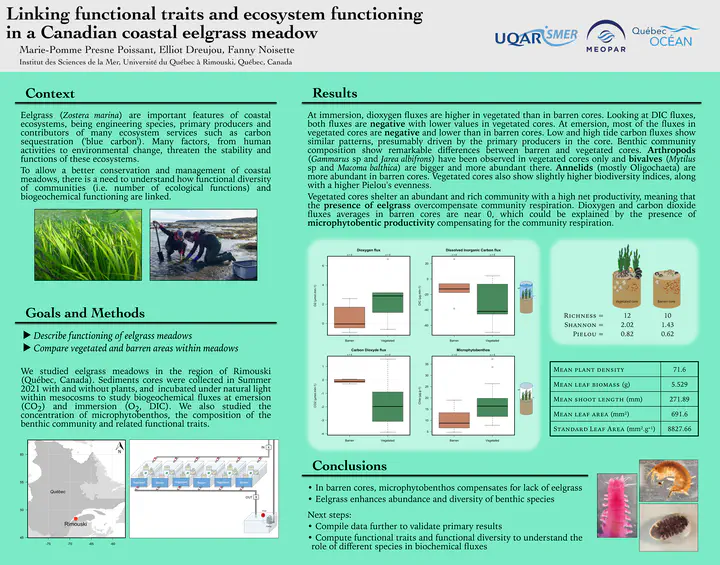 Linking functional traits and ecosystem functioning
in a Canadian coastal eelgrass meadow
Marie-Pomme Presne Poissant, Elliot Dreujou, Fanny Noisette
Institut des Sciences de la Mer, Université du Québec à Rimouski, Québec, Canada
UQAR
ISMER
MEOPAR
Québec
OCÉAN
Context
Eelgrass (Zostera marina) are important features of coastal
ecosystems, being engineering species, primary producers and
contributors of many ecosystem services such as carbon
sequestration ('blue carbon'). Many factors, from human
activities to environmental change, threaten the stability and
functions of these ecosystems.
To allow a better conservation and management of coastal
meadows, there is a need to understand how functional diversity
of communities (i.e. number of ecological functions) and
biogeochemical functioning are linked.
Goals and Methods
Describe functioning of eelgrass meadows
Compare vegetated and barren areas within meadows
We studied eelgrass meadows in the region of Rimouski
(Québec, Canada). Sediments cores were collected in Summer
2021 with and without plants, and incubated under natural light
within mesocosms to study biogeochemical fluxes at emersion
(CO2) and immersion (O2, DIC). We also studied the
concentration of microphytobenthos, the composition of the
benthic community and related functional traits.
N
Québec
Rimouski
IN
OUT
Results
At immersion, dioxygen fluxes are higher in vegetated than in barren cores. Looking at DIC fluxes,
both fluxes are negative with lower values in vegetated cores. At emersion, most of the fluxes in
vegetated cores are negative and lower than in barren cores. Low and high tide carbon fluxes show
similar patterns, presumably driven by the primary producers in the core. Benthic community
composition show remarkable differences between barren and vegetated cores. Arthropods
(Gammarus sp and Jaera albifrons) have been observed in vegetated cores only and bivalves (Mytilus
sp and Macoma balthia) are bigger and more abundant there. Annelids (mostly Oligochaeta) are
more abundant in barren cores. Vegetated cores also show slightly higher biodiversity indices, along
with a higher Pielou's evenness.
Vegetated cores shelter an abundant and rich community with a high net productivity, meaning that
the presence of eelgrass overcompensate community respiration. Dioxygen and carbon dioxide
fluxes averages in barren cores are near 0, which could be explained by the presence of
microphytobentic productivity compensating for the community respiration.
Dioxygen flux
Barren Vegetated
Dissolved Inorganic Carbon flux
Barren Vegetated
Carbon Dioxyde flux
Barren Vegetated
Microphytobenthos
Barren Vegetated
Vegetated core Barren core
Richness = 12 10
Shannon = 2.02 1.43
Pielou = 0.82 0.62
Mean plant density 71.6
Mean leaf biomass (g) 5.529
Mean shoot length (mm) 271.89
Mean leaf area (mm²) 691.6
Standard Leaf Area (mm².g⁻¹) 8827.66
Conclusions
• In barren cores, microphytobenthos compensates for lack of eelgrass
• Eelgrass enhances abundance and diversity of benthic species
Next steps:
• Compile data further to validate primary results
• Compute functional traits and functional diversity to understand the
role of different species in biochemical fluxes